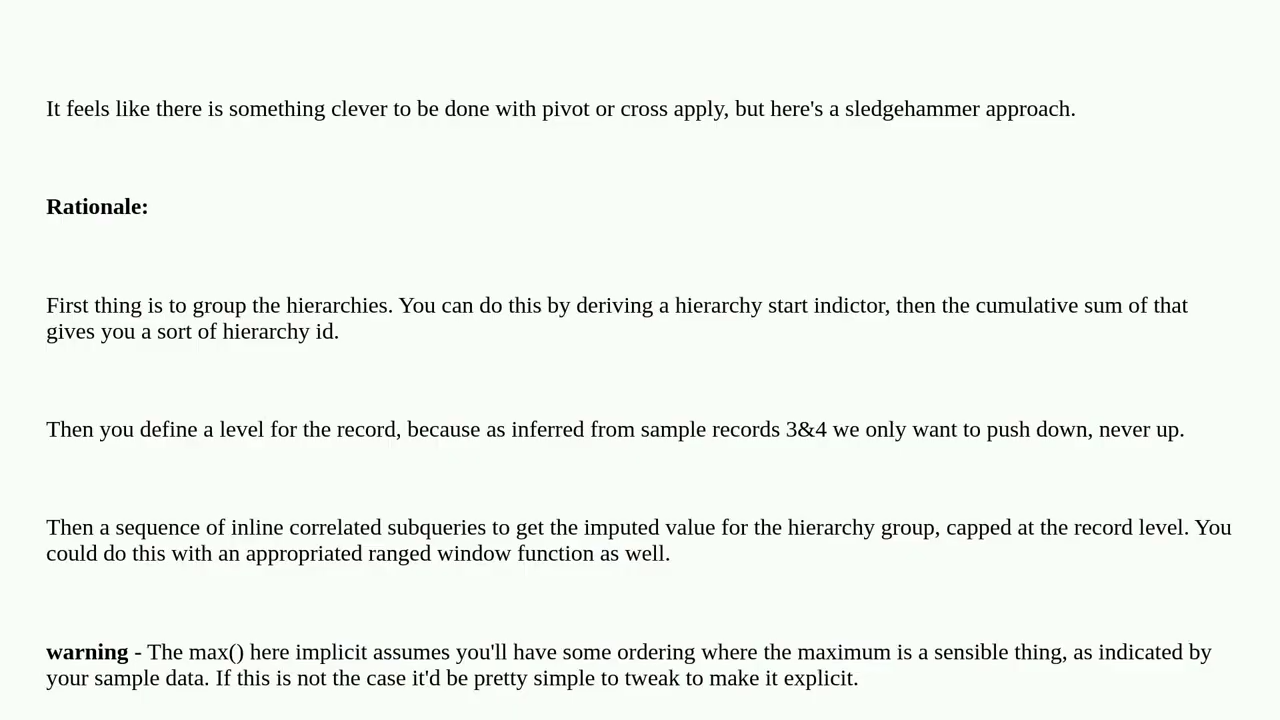 It feels like there is something clever to be done with pivot or cross apply, but here's a sledgehammer approach.
Rationale:
First thing is to group the hierarchies. You can do this by deriving a hierarchy start indictor, then the cumulative sum of that
gives you a sort of hierarchy id.
Then you define a level for the record, because as inferred from sample records 3&4 we only want to push down, never up.
Then a sequence of inline correlated subqueries to get the imputed value for the hierarchy group, capped at the record level. You
could do this with an appropriated ranged window function as well.
warning - The max() here implicit assumes you'll have some ordering where the maximum is a sensible thing, as indicated by
your sample data. If this is not the case it'd be pretty simple to tweak to make it explicit.